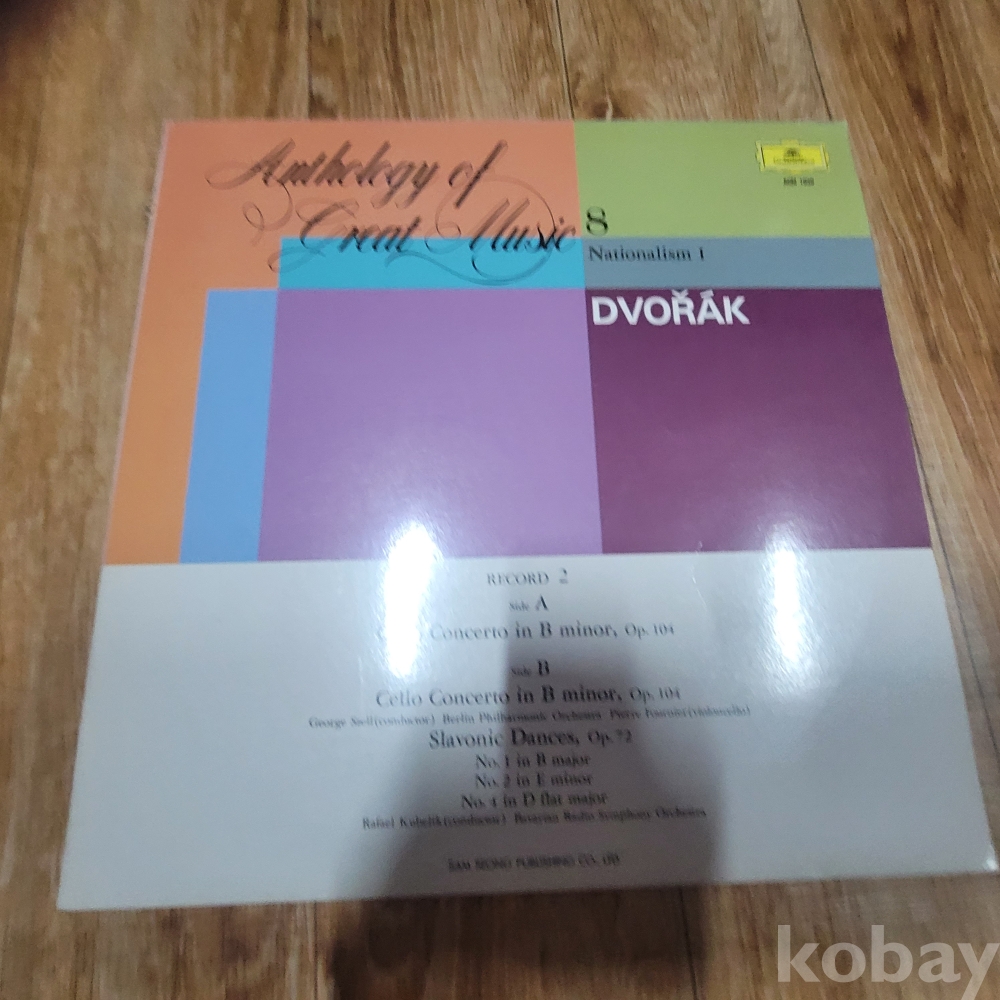 Anthology of
Great Music 8
Nationalism 1
DVOŘÁK
RECORD 2
Side A
Concerto in B minor, Op. 104
Side B
Cello Concerto in B minor, Op. 104
George Szell(conductor) Berlin Philharmonic Orchestra Pierre Fournier(violoncello)
Slavonic Dances, Op. 72
No. 1 in B major
No. 2 in E minor
No. 4 in D flat major
Rafael Kubelik(conductor) Bavarian Radio Symphony Orchestra
SAM SEONG PUBLISHING CO., LTD
kobay